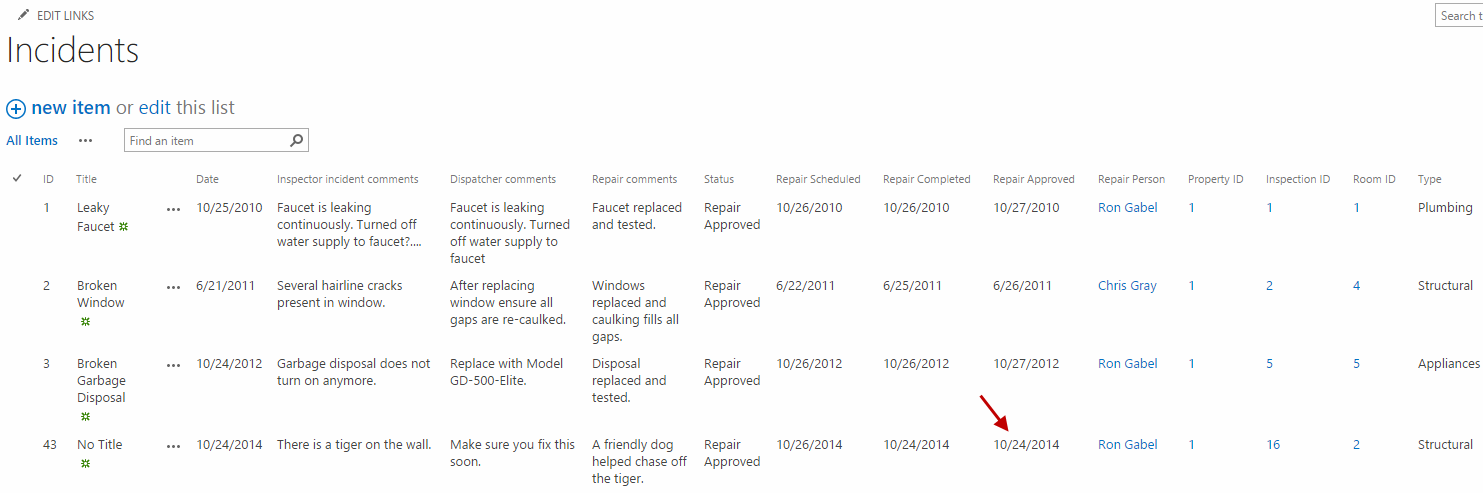 EDIT LINKS
Search t
Incidents
new item or edit this list
All Items ... Find an item
ID Title Date Inspector incident comments Dispatcher comments Repair comments Status Repair Scheduled Repair Completed Repair Approved Repair Person Property ID Inspection ID Room ID Type
1 Leaky ... 10/25/2010 Faucet is leaking Faucet is leaking Faucet replaced Repair 10/26/2010 10/26/2010 10/27/2010 Ron Gabel 1 1 1 Plumbing
Faucet continuously. Turned off continuously. Turned and tested. Approved
water supply to faucet?.... off water supply to
faucet
2 Broken ... 6/21/2011 Several hairline cracks After replacing Windows Repair 6/22/2011 6/25/2011 6/26/2011 Chris Gray 1 2 4 Structural
Window present in window. window ensure all replaced and Approved
gaps are re-caulked. caulking fills all
gaps.
3 Broken ... 10/24/2012 Garbage disposal does not Replace with Model Disposal Repair 10/26/2012 10/26/2012 10/27/2012 Ron Gabel 1 5 5 Appliances
Garbage turn on anymore. GD-500-Elite. replaced and Approved
Disposal tested.
43 No Title ... 10/24/2014 There is a tiger on the wall. Make sure you fix this A friendly dog Repair 10/26/2014 10/24/2014 10/24/2014 Ron Gabel 1 16 2 Structural
soon. helped chase off Approved
the tiger.